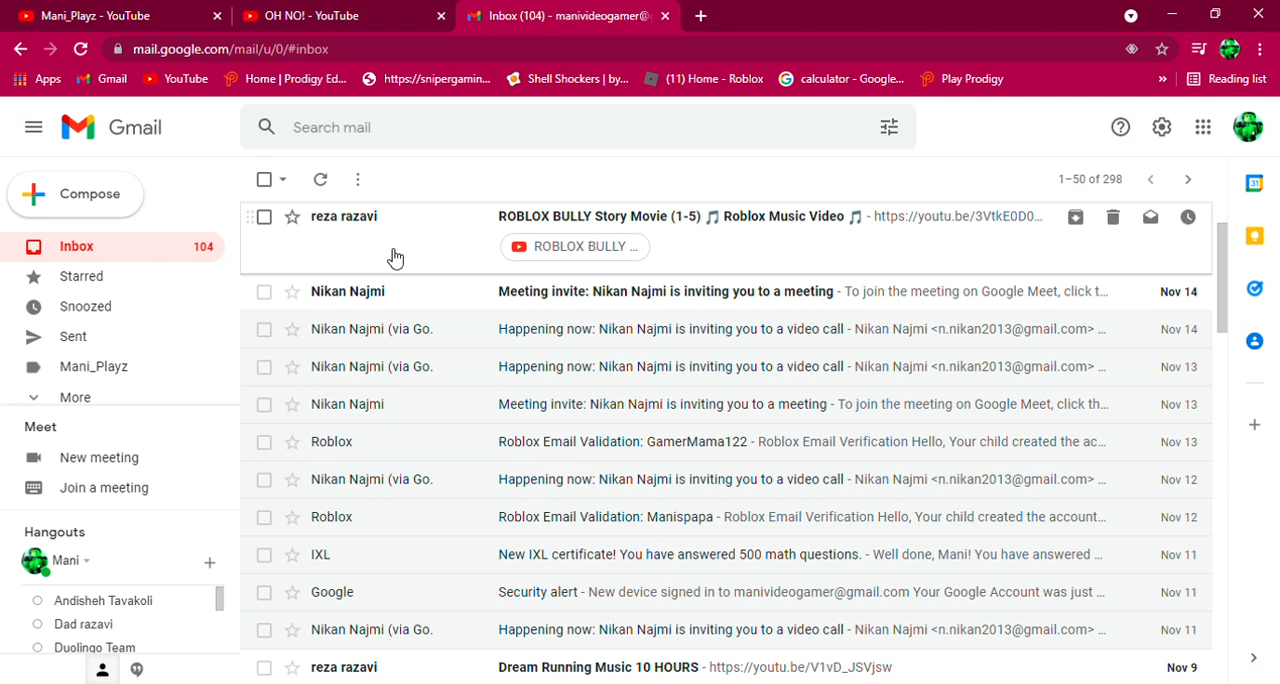 Mani_Playz - YouTube OH NO! - YouTube Inbox (104) - manivideogamer@
mail.google.com/mail/u/0/#inbox
Apps Gmail YouTube Home | Prodigy Ed... https://snipergamin... Shell Shockers | by... (11) Home - Roblox calculator - Google... Play Prodigy » Reading list
Gmail Search mail
Compose 1–50 of 298
reza razavi ROBLOX BULLY Story Movie (1-5) 🎵 Roblox Music Video 🎵 - https://youtu.be/3VtkE0D0...
Inbox 104 ROBLOX BULLY ...
Starred
Nikan Najmi Meeting invite: Nikan Najmi is inviting you to a meeting - To join the meeting on Google Meet, click t... Nov 14
Snoozed
Nikan Najmi (via Go. Happening now: Nikan Najmi is inviting you to a video call - Nikan Najmi <n.nikan2013@gmail.com> ... Nov 14
Sent
Mani_Playz
Nikan Najmi (via Go. Happening now: Nikan Najmi is inviting you to a video call - Nikan Najmi <n.nikan2013@gmail.com> ... Nov 13
More
Nikan Najmi Meeting invite: Nikan Najmi is inviting you to a meeting - To join the meeting on Google Meet, click th... Nov 13
Meet
Roblox Roblox Email Validation: GamerMama122 - Roblox Email Verification Hello, Your child created the ac... Nov 13
New meeting
Nikan Najmi (via Go. Happening now: Nikan Najmi is inviting you to a video call - Nikan Najmi <n.nikan2013@gmail.com> ... Nov 12
Join a meeting
Roblox Roblox Email Validation: Manispapa - Roblox Email Verification Hello, Your child created the account... Nov 12
Hangouts
IXL New IXL certificate! You have answered 500 math questions. - Well done, Mani! You have answered ... Nov 11
Mani
Google Security alert - New device signed in to manivideogamer@gmail.com Your Google Account was just ... Nov 11
Andisheh Tavakoli
Dad razavi
Nikan Najmi (via Go. Happening now: Nikan Najmi is inviting you to a video call - Nikan Najmi <n.nikan2013@gmail.com> ... Nov 11
Duolingo Team
reza razavi Dream Running Music 10 HOURS - https://youtu.be/V1vD_JSVjsw Nov 9